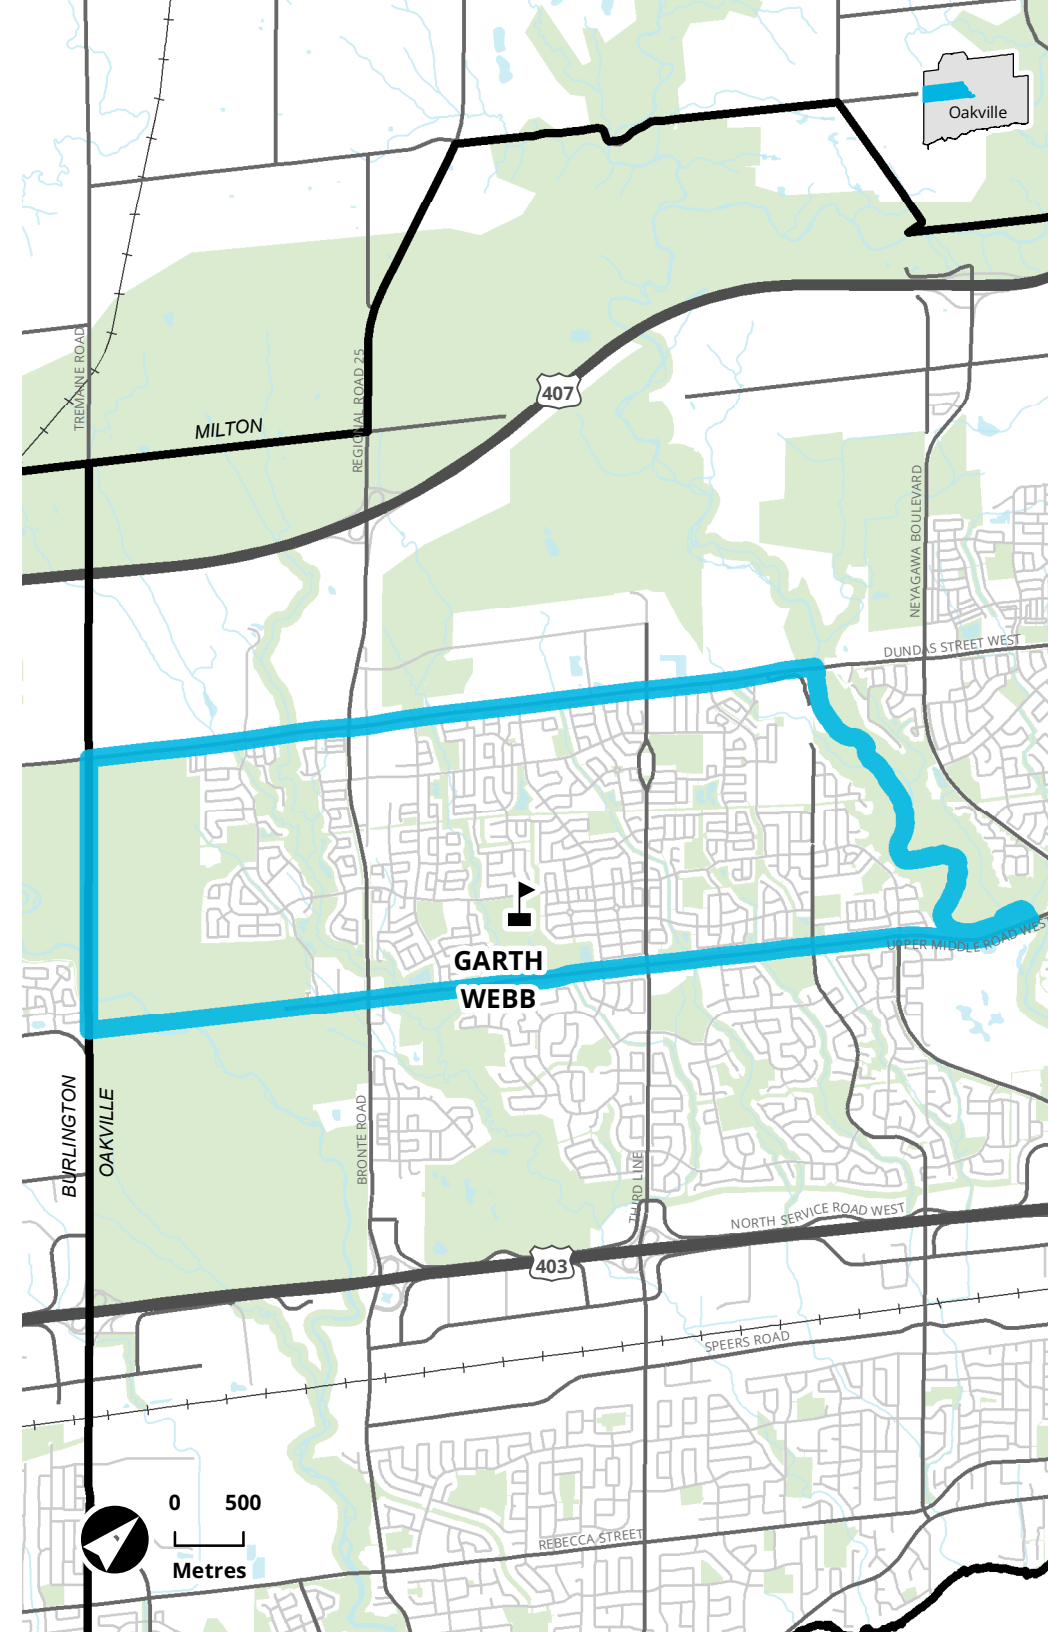 Oakville
TREMAINE ROAD
REGIONAL ROAD 25
407
MILTON
NEYAGAWA BOULEVARD
DUNDAS STREET WEST
GARTH
WEBB
UPPER MIDDLE ROAD WEST
BURLINGTON
OAKVILLE
BRONTE ROAD
THIRD LINE
NORTH SERVICE ROAD WEST
403
SPEERS ROAD
0 500
Metres
REBECCA STREET